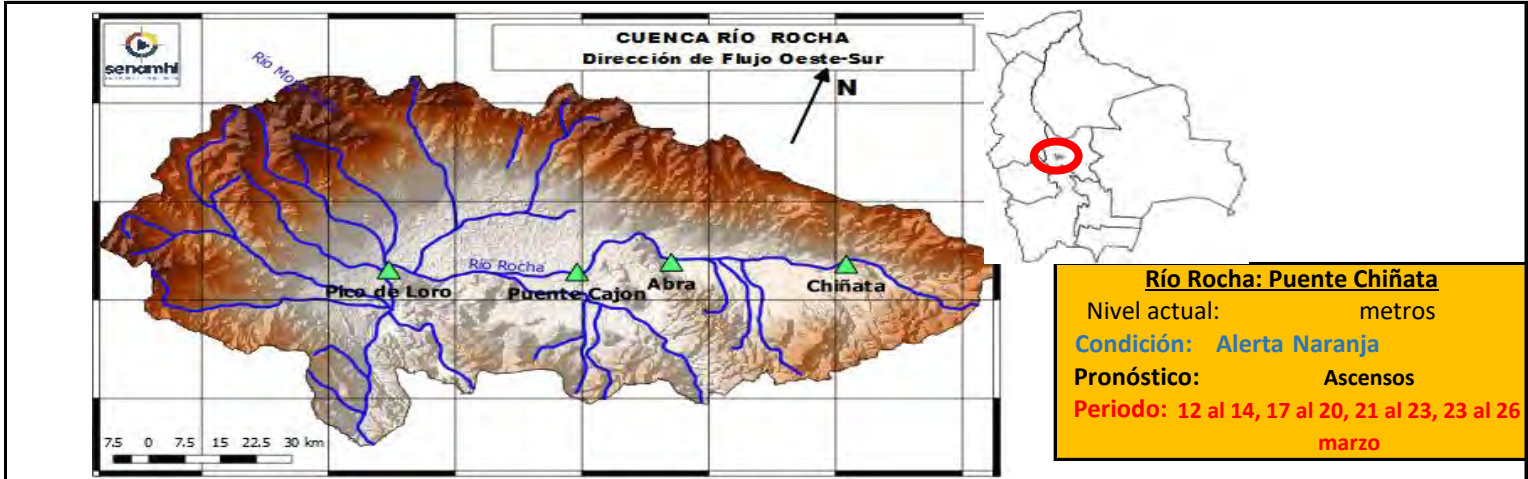 senamhi
CUENCA RÍO ROCHA
Dirección de Flujo Oeste-Sur
N
Río Rocha
Pico de Loro
Puente Cajon
Abra
Chiñata
7.5 0 7.5 15 22.5 30 km
Río Rocha: Puente Chiñata
Nivel actual: metros
Condición: Alerta Naranja
Pronóstico: Ascensos
Periodo: 12 al 14, 17 al 20, 21 al 23, 23 al 26
marzo